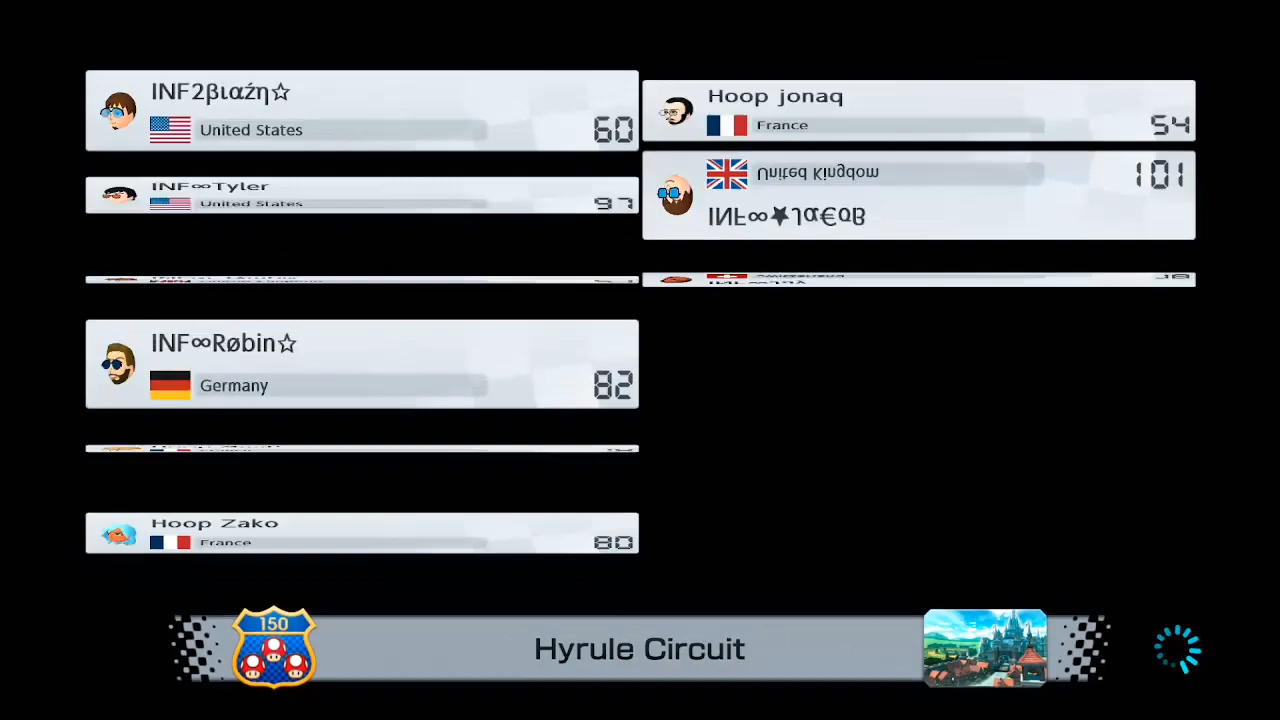 INF2βιαźη☆
United States
60
INF∞Tyler
United States
97
INF∞Røbin☆
Germany
82
Hoop Zako
France
80
Hoop jonaq
France
54
United Kingdom
101
INF∞★Jα€αβ
150
Hyrule Circuit